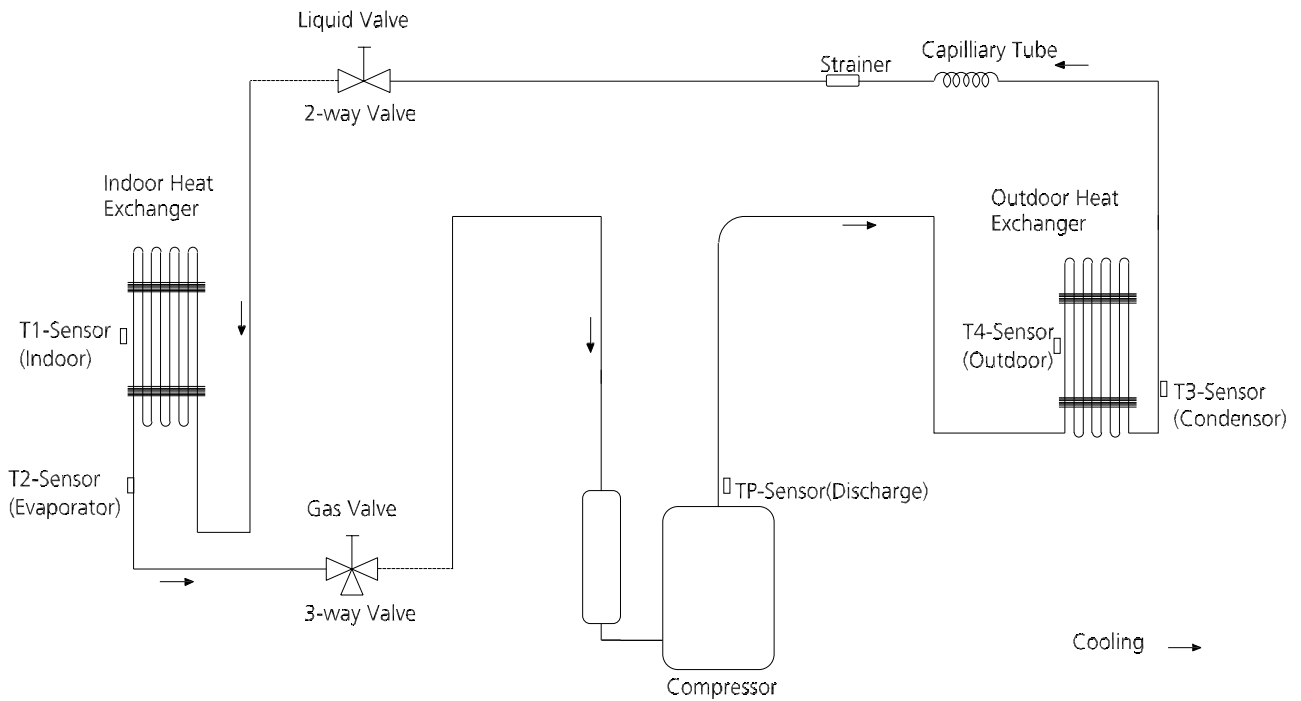 Liquid Valve
2-way Valve
Strainer
Capilliary Tube
Indoor Heat
Exchanger
Outdoor Heat
Exchanger
T1-Sensor
(Indoor)
T4-Sensor
(Outdoor)
T3-Sensor
(Condensor)
T2-Sensor
(Evaporator)
TP-Sensor(Discharge)
Gas Valve
3-way Valve
Compressor
Cooling